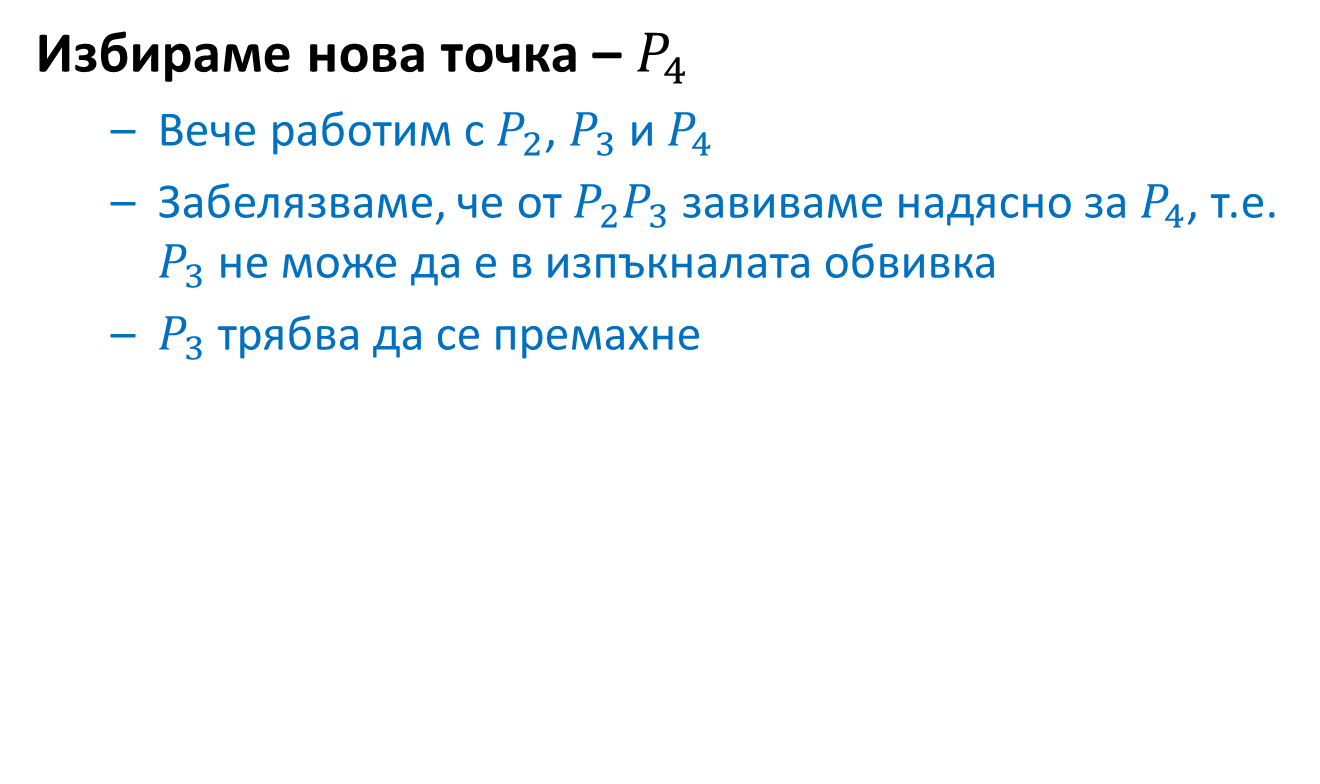 Избираме нова точка – P₄
– Вече работим с P₂, P₃ и P₄
– Забелязваме, че от P₂P₃ завиваме надясно за P₄, т.е.
P₃ не може да е в изпъкналата обвивка
– P₃ трябва да се премахне